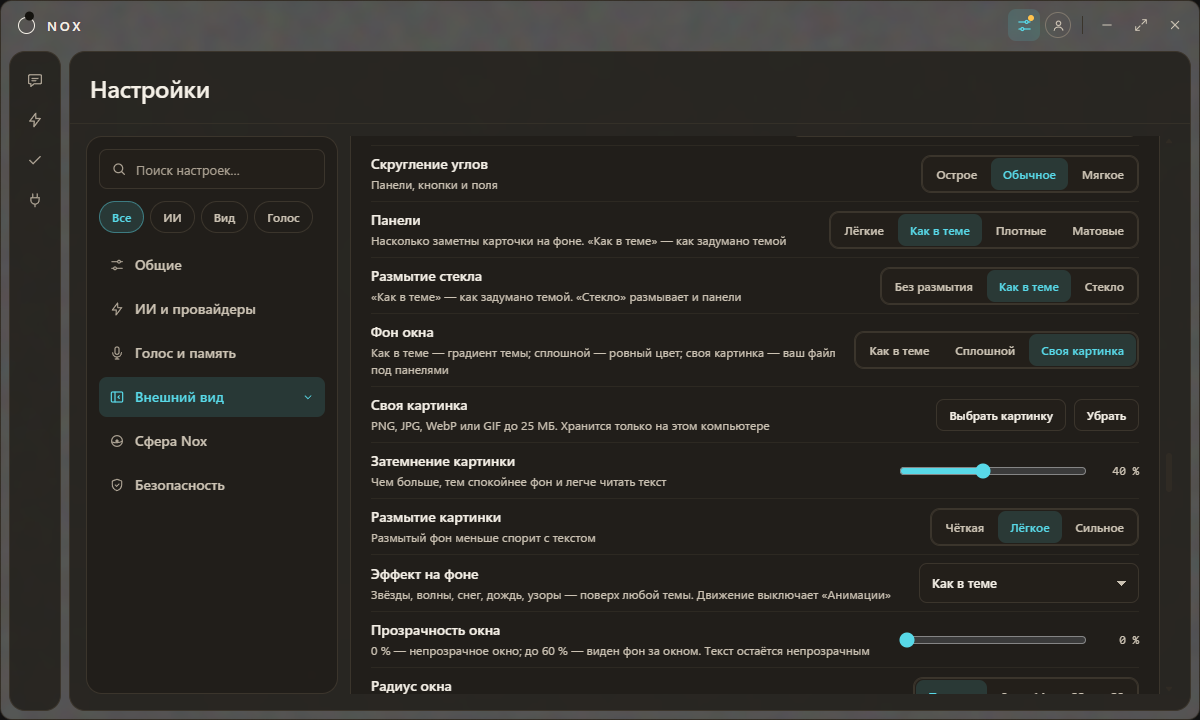 NOX
Настройки
Поиск настроек...
Все
ИИ
Вид
Голос
Общие
ИИ и провайдеры
Голос и память
Внешний вид
Сфера Nox
Безопасность
Скругление углов
Панели, кнопки и поля
Острое
Обычное
Мягкое
Панели
Насколько заметны карточки на фоне. «Как в теме» — как задумано темой
Лёгкие
Как в теме
Плотные
Матовые
Размытие стекла
«Как в теме» — как задумано темой. «Стекло» размывает и панели
Без размытия
Как в теме
Стекло
Фон окна
Как в теме — градиент темы; сплошной — ровный цвет; своя картинка — ваш файл
под панелями
Как в теме
Сплошной
Своя картинка
Своя картинка
PNG, JPG, WebP или GIF до 25 МБ. Хранится только на этом компьютере
Выбрать картинку
Убрать
Затемнение картинки
Чем больше, тем спокойнее фон и легче читать текст
40 %
Размытие картинки
Размытый фон меньше спорит с текстом
Чёткая
Лёгкое
Сильное
Эффект на фоне
Звёзды, волны, снег, дождь, узоры — поверх любой темы. Движение выключает «Анимации»
Как в теме
Прозрачность окна
0 % — непрозрачное окно; до 60 % — виден фон за окном. Текст остаётся непрозрачным
0 %
Радиус окна